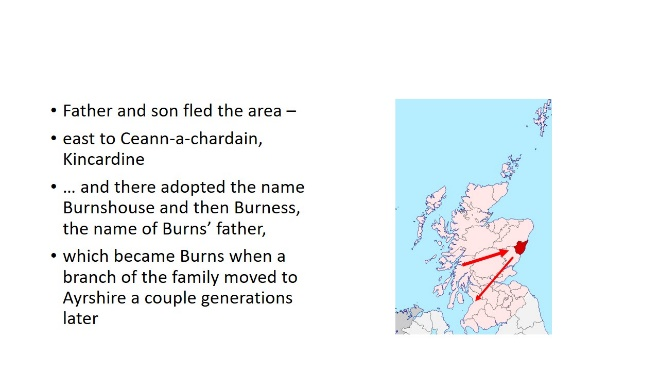 • Father and son fled the area –
• east to Ceann-a-chardain,
Kincardine
• … and there adopted the name
Burnshouse and then Burness,
the name of Burns’ father,
• which became Burns when a
branch of the family moved to
Ayrshire a couple generations
later